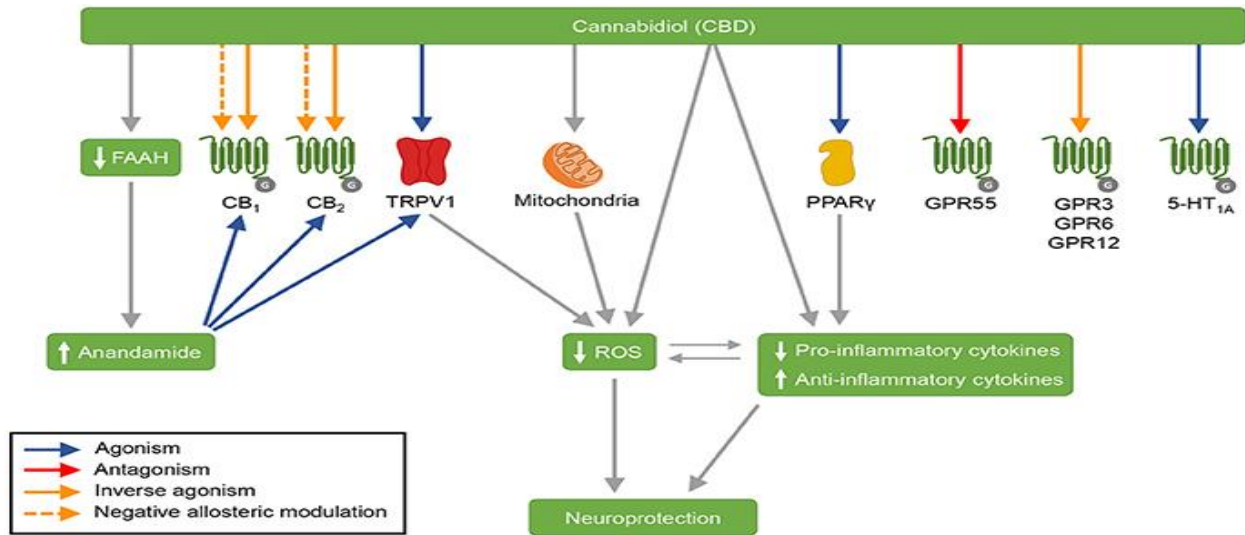 Cannabidiol (CBD)
↓ FAAH
G
CB₁
G
CB₂
TRPV1
Mitochondria
PPARγ
G
GPR55
G
GPR3
GPR6
GPR12
G
5-HT₁A
↑ Anandamide
↓ ROS
↓ Pro-inflammatory cytokines
↑ Anti-inflammatory cytokines
Agonism
Antagonism
Inverse agonism
Negative allosteric modulation
Neuroprotection